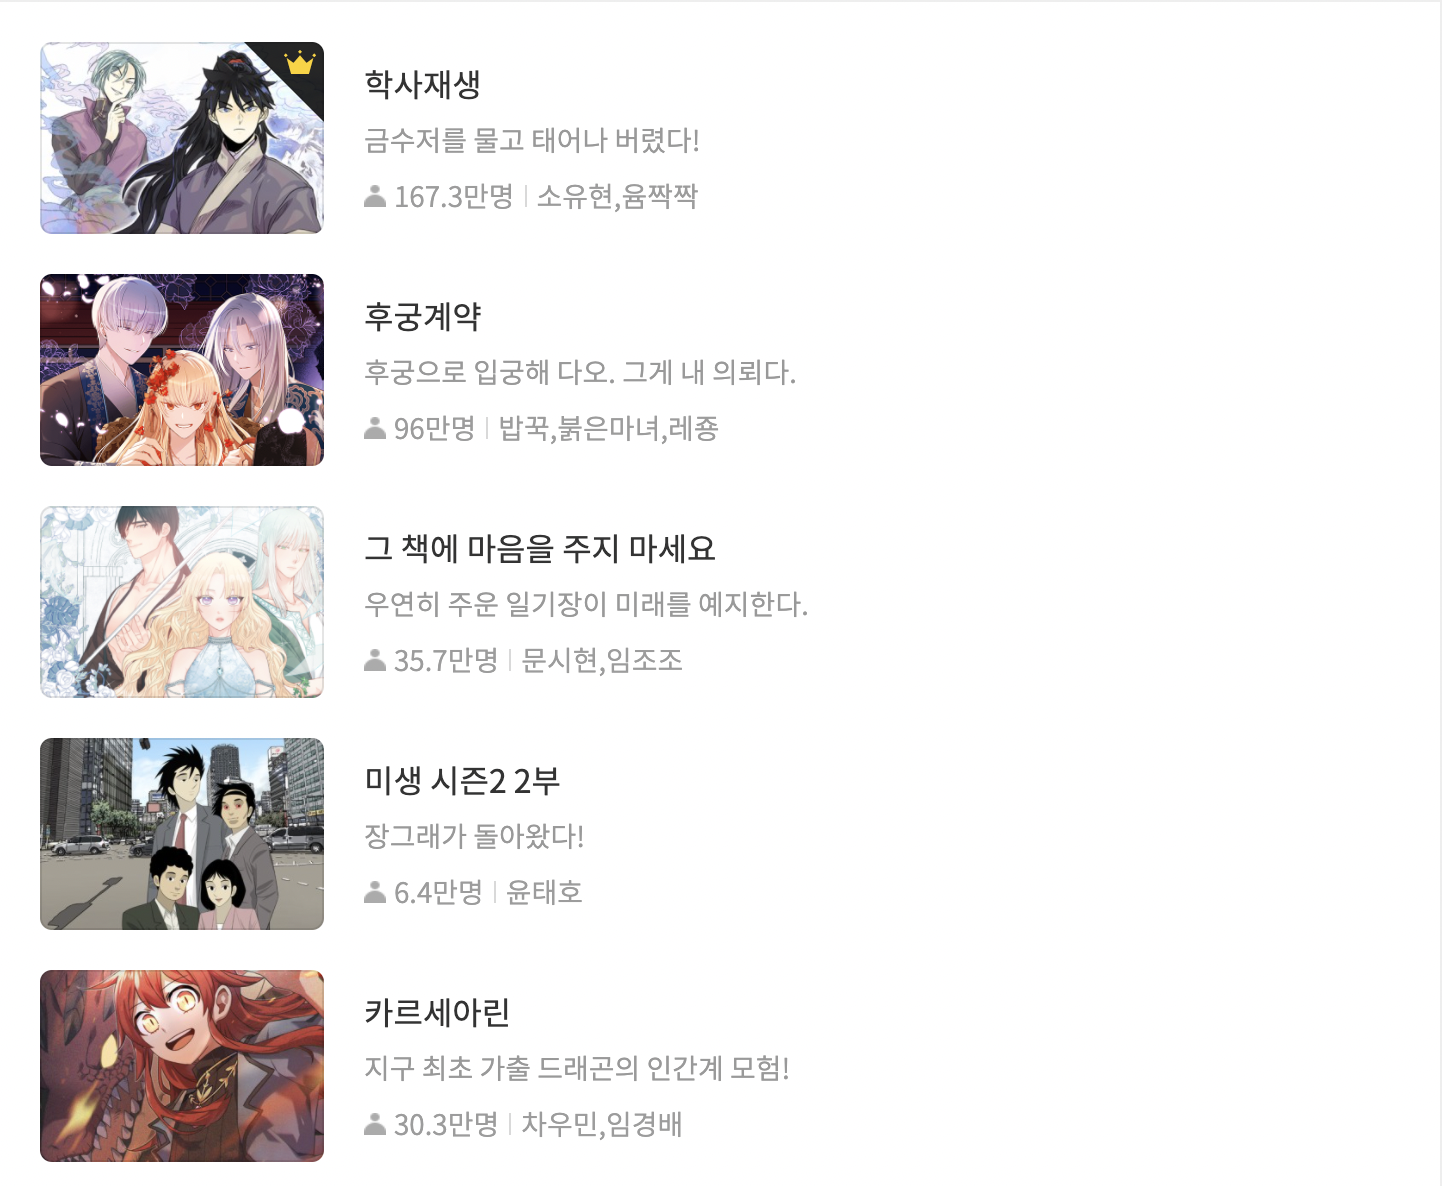 학사재생
금수저를 물고 태어나 버렸다!
167.3만명 | 소유현,윰짝짝
후궁계약
후궁으로 입궁해 다오. 그게 내 의뢰다.
96만명 | 밥꾹,붉은마녀,레죵
그 책에 마음을 주지 마세요
우연히 주운 일기장이 미래를 예지한다.
35.7만명 | 문시현,임조조
미생 시즌2 2부
장그래가 돌아왔다!
6.4만명 | 윤태호
카르세아린
지구 최초 가출 드래곤의 인간계 모험!
30.3만명 | 차우민,임경배